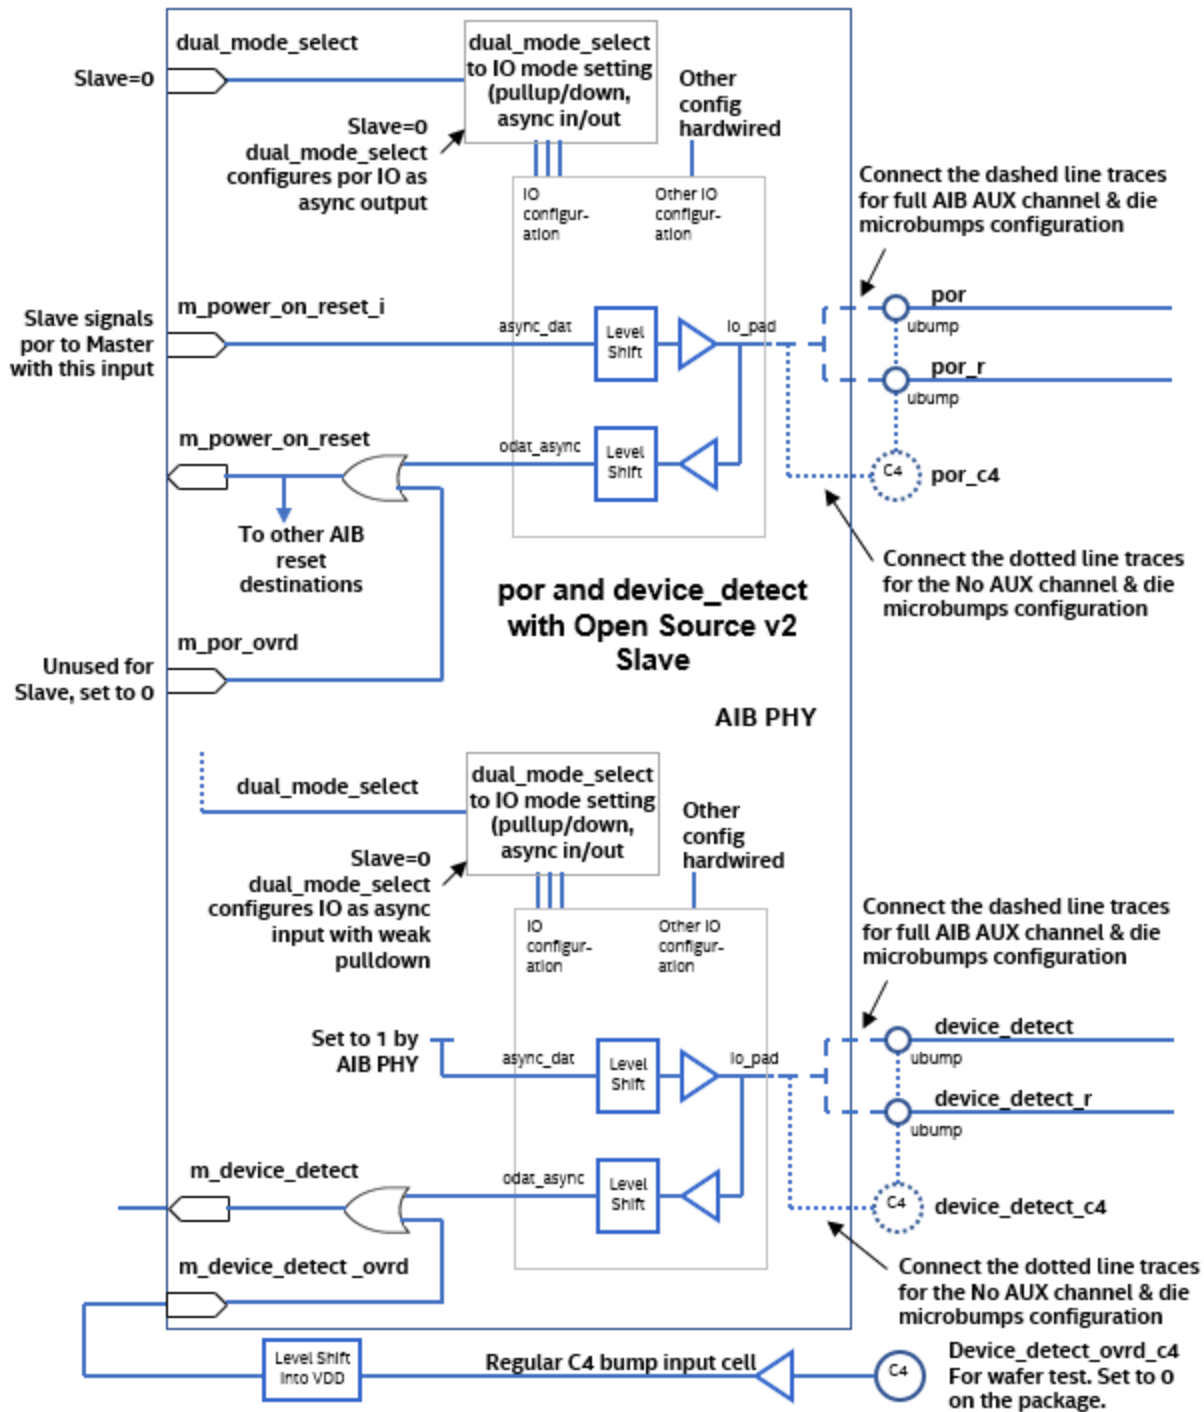 dual_mode_select
Slave=0
dual_mode_select
to IO mode setting
(pullup/down,
async in/out
Other
config
hardwired
Slave=0
dual_mode_select
configures por IO as
async output
IO
configur-
ation
Other IO
configur-
ation
Connect the dashed line traces
for full AIB AUX channel & die
microbumps configuration
m_power_on_reset_i
Slave signals
por to Master
with this input
async_dat
Level
Shift
Io_pad
por
ubump
por_r
ubump
m_power_on_reset
odat_async
Level
Shift
C4
por_c4
To other AIB
reset
destinations
Connect the dotted line traces
for the No AUX channel & die
microbumps configuration
por and device_detect
with Open Source v2
Slave
m_por_ovrd
Unused for
Slave, set to 0
AIB PHY
dual_mode_select
dual_mode_select
to IO mode setting
(pullup/down,
async in/out
Other
config
hardwired
Slave=0
dual_mode_select
configures IO as async
input with weak
pulldown
IO
configur-
ation
Other IO
configur-
ation
Connect the dashed line traces
for full AIB AUX channel & die
microbumps configuration
Set to 1 by
AIB PHY
async_dat
Level
Shift
Io_pad
device_detect
ubump
device_detect_r
ubump
m_device_detect
odat_async
Level
Shift
C4
device_detect_c4
m_device_detect _ovrd
Connect the dotted line traces
for the No AUX channel & die
microbumps configuration
Level Shift
Into VDD
Regular C4 bump input cell
C4
Device_detect_ovrd_c4
For wafer test. Set to 0
on the package.